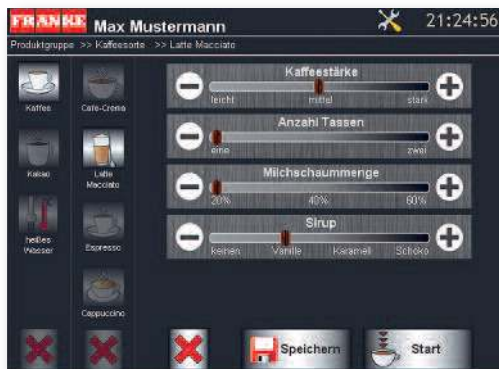 FRANKE Max Mustermann 21:24:56
Produktgruppe >> Kaffeesorte >> Latte Macciato
Kaffee
Kakao
heißes
Wasser
Cafe-Creme
Latte
Macciato
Espresso
Cappuccino
Kaffeestärke
leicht mittel stark
Anzahl Tassen
eine zwei
Milchschaummenge
20% 40% 60%
Sirup
keinen Vanille Karamell Schoko
Speichern
Start